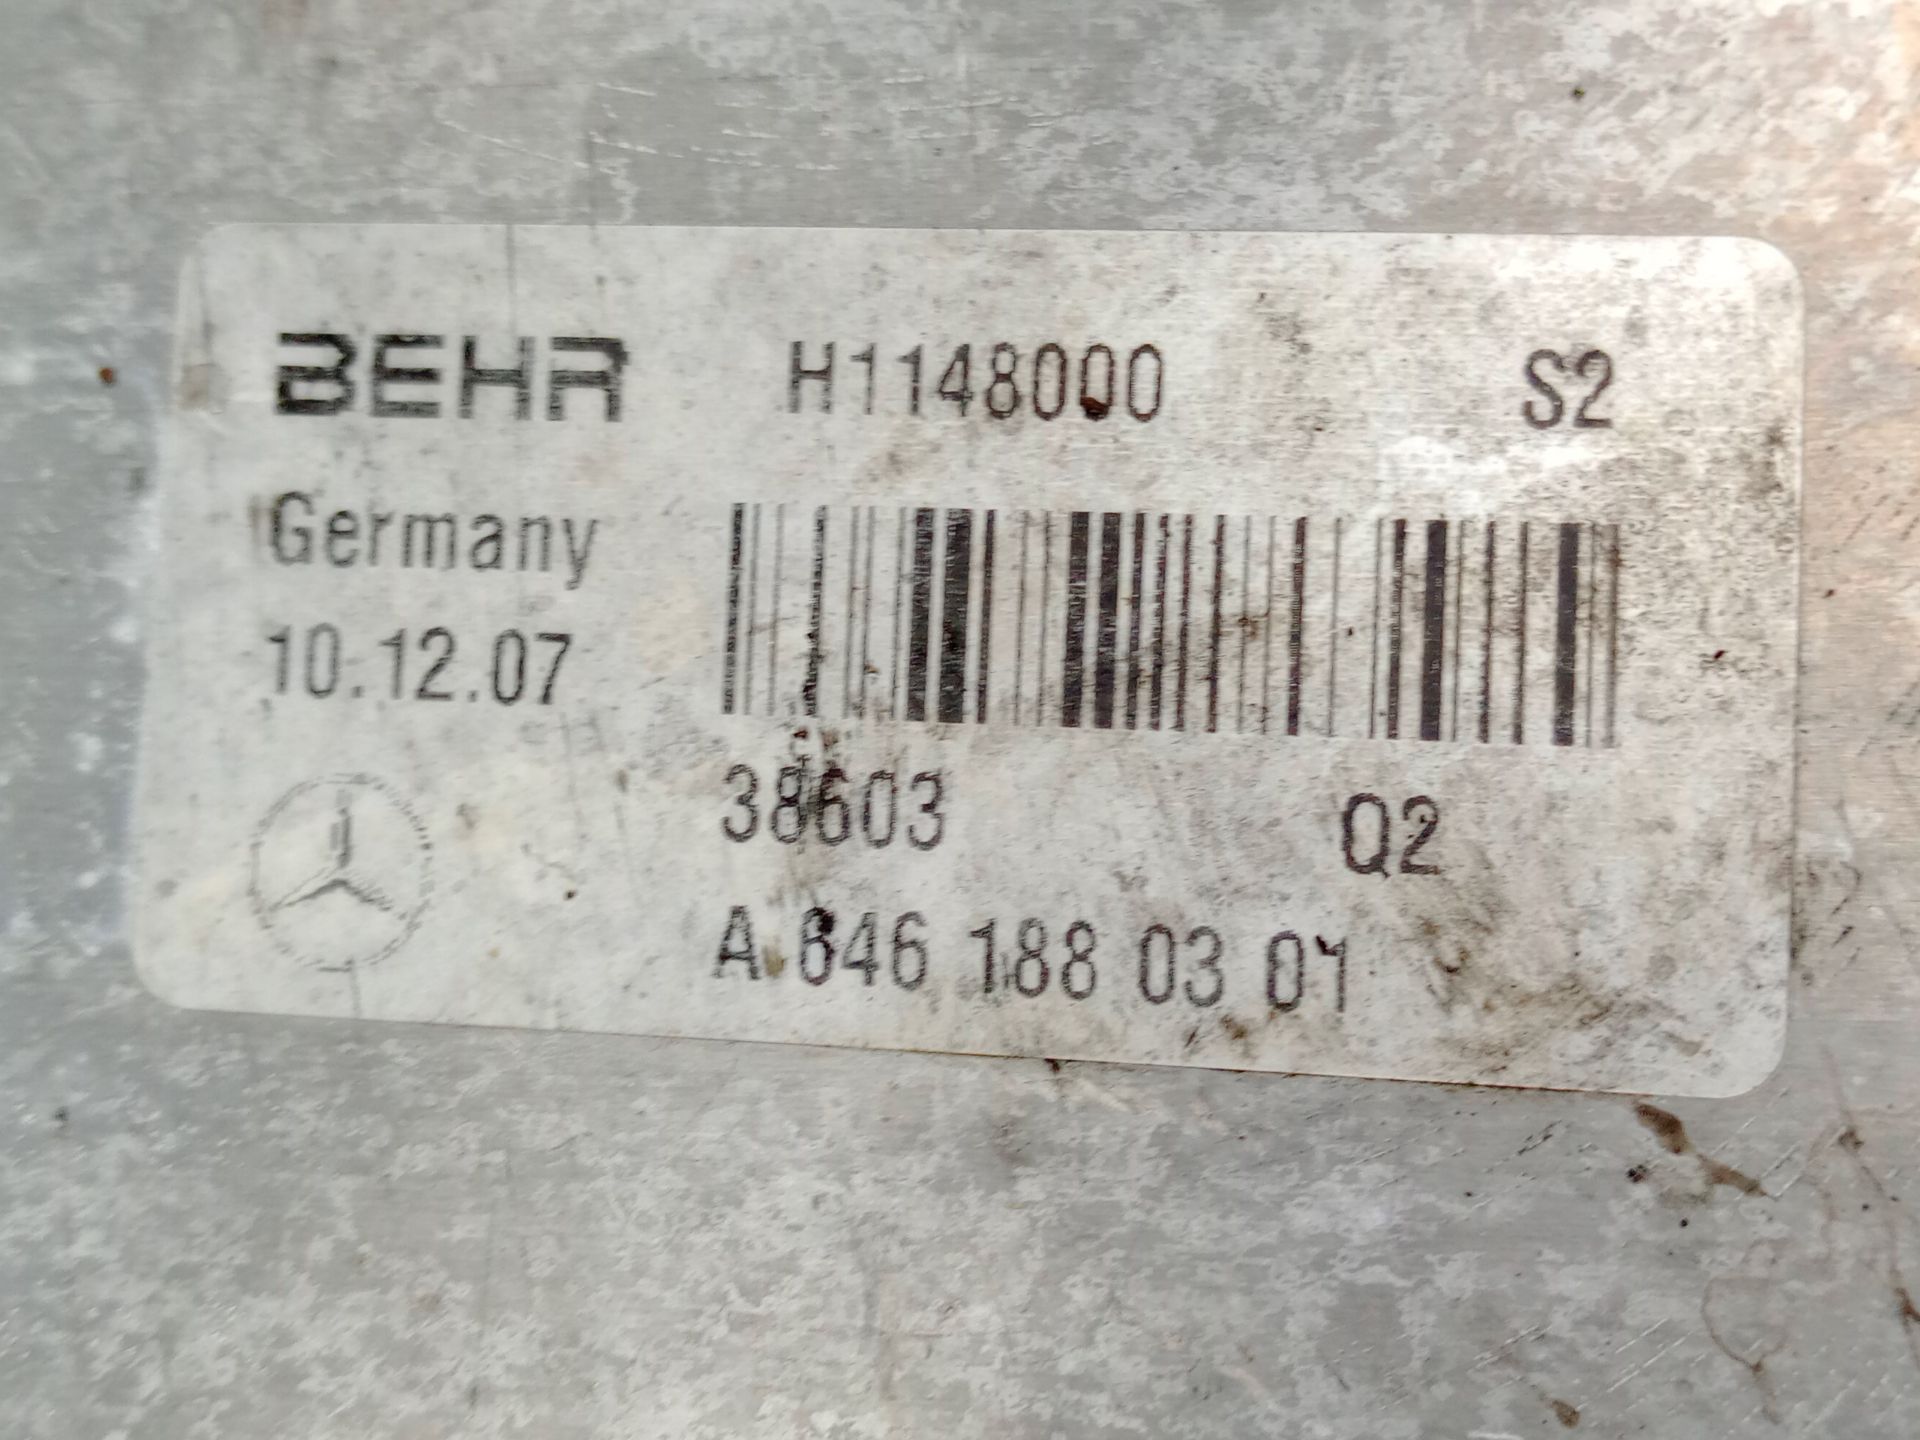 BEHR H1148000 S2
Germany
10.12.07
38603 Q2
A 646 188 03 01